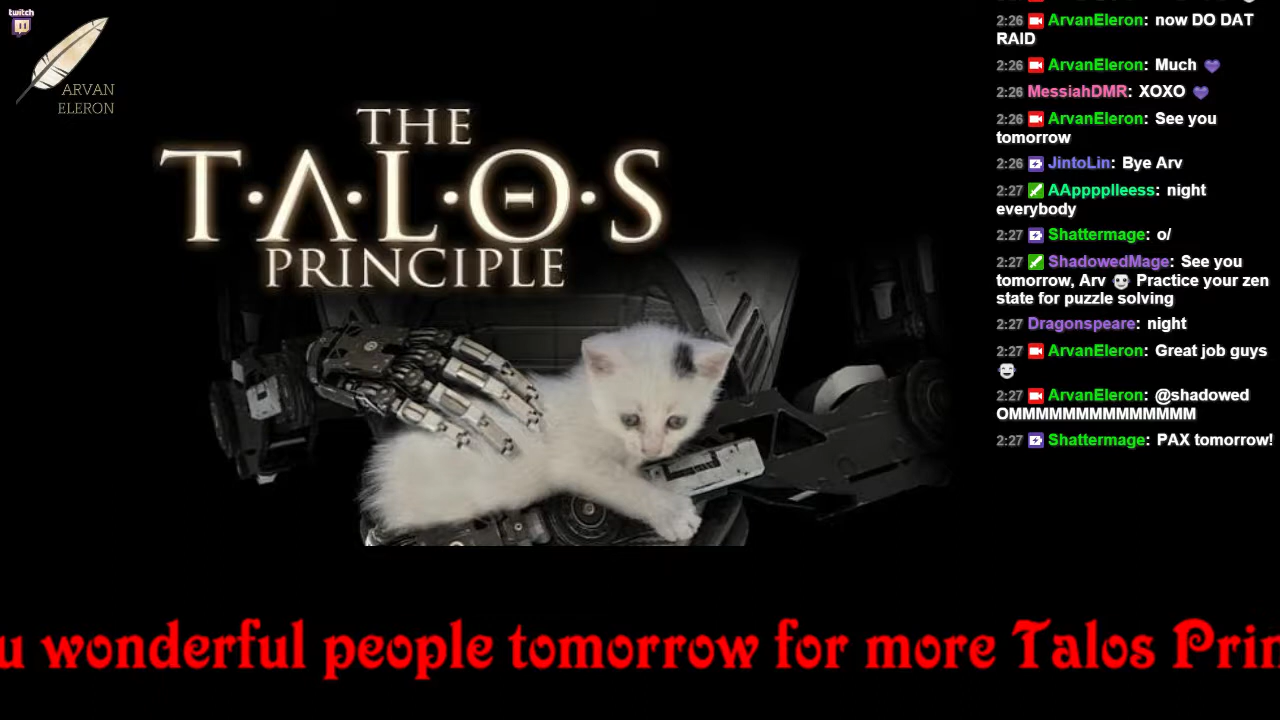 twitch
ARVAN
ELERON
THE
T·A·L·O·S
PRINCIPLE
2:26 ArvanEleron: now DO DAT
RAID
2:26 ArvanEleron: Much
2:26 MessiahDMR: XOXO
2:26 ArvanEleron: See you
tomorrow
2:26 JintoLin: Bye Arv
2:27 AApppplleess: night
everybody
2:27 Shattermage: o/
2:27 ShadowedMage: See you
tomorrow, Arv Practice your zen
state for puzzle solving
2:27 Dragonspeare: night
2:27 ArvanEleron: Great job guys
2:27 ArvanEleron: @shadowed
OMMMMMMMMMMMMMM
2:27 Shattermage: PAX tomorrow!
u wonderful people tomorrow for more Talos Prin